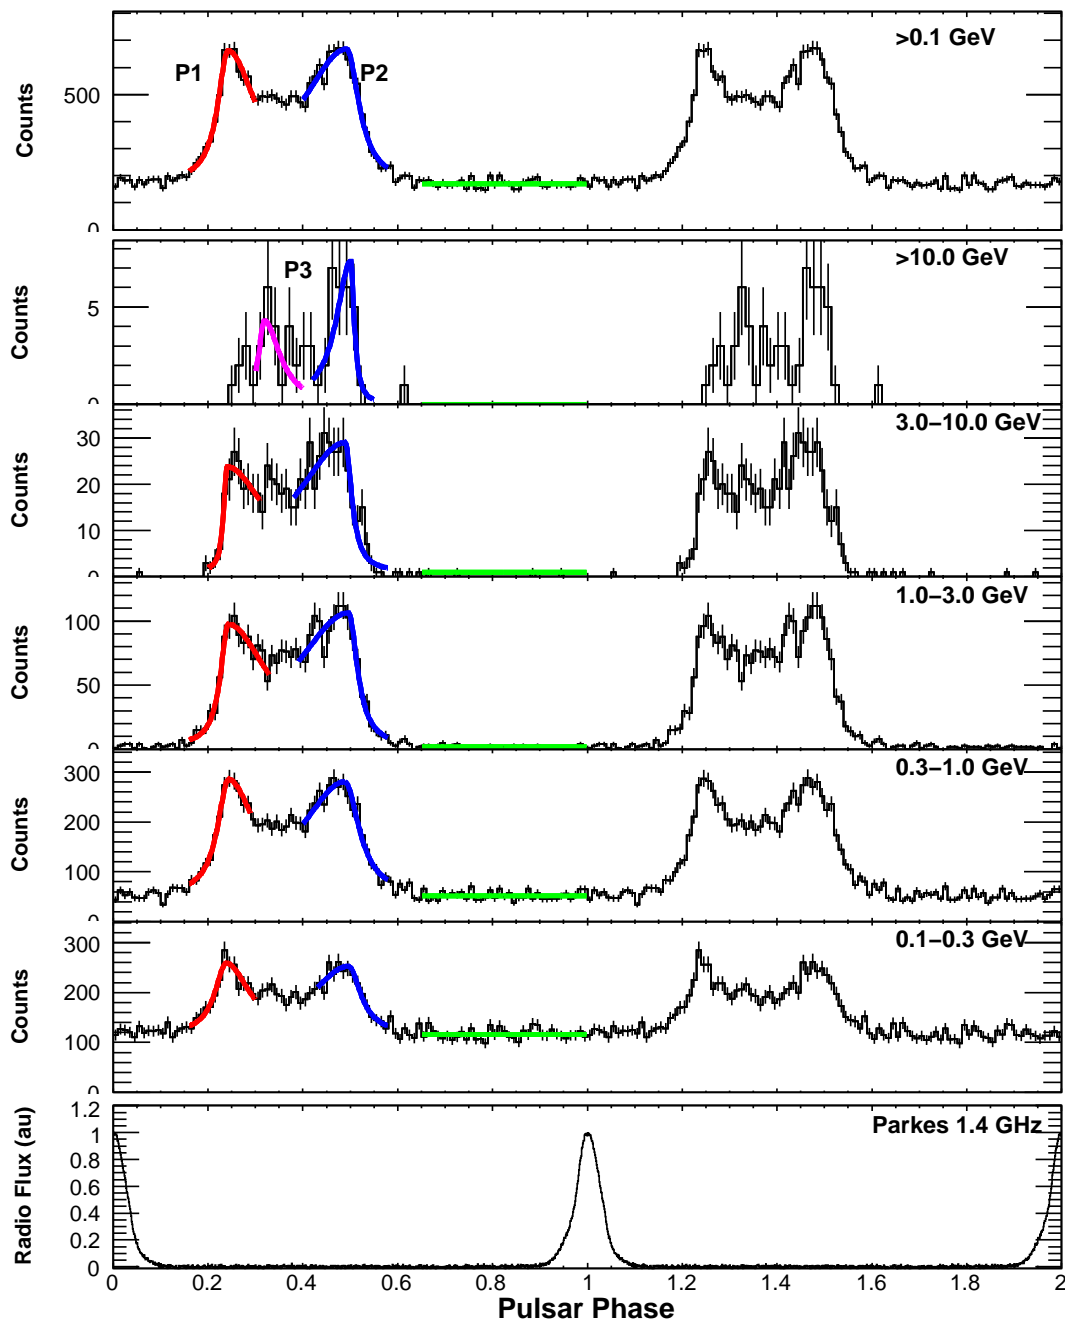 >0.1 GeV
P1
P2
500
0
Counts
>10.0 GeV
P3
5
0
Counts
3.0–10.0 GeV
30
20
10
0
Counts
1.0–3.0 GeV
100
50
0
Counts
0.3–1.0 GeV
300
200
100
0
Counts
0.1–0.3 GeV
300
200
100
0
Counts
Parkes 1.4 GHz
1.2
1
0.8
0.6
0.4
0.2
0
Radio Flux (au)
0 0.2 0.4 0.6 0.8 1 1.2 1.4 1.6 1.8 2
Pulsar Phase